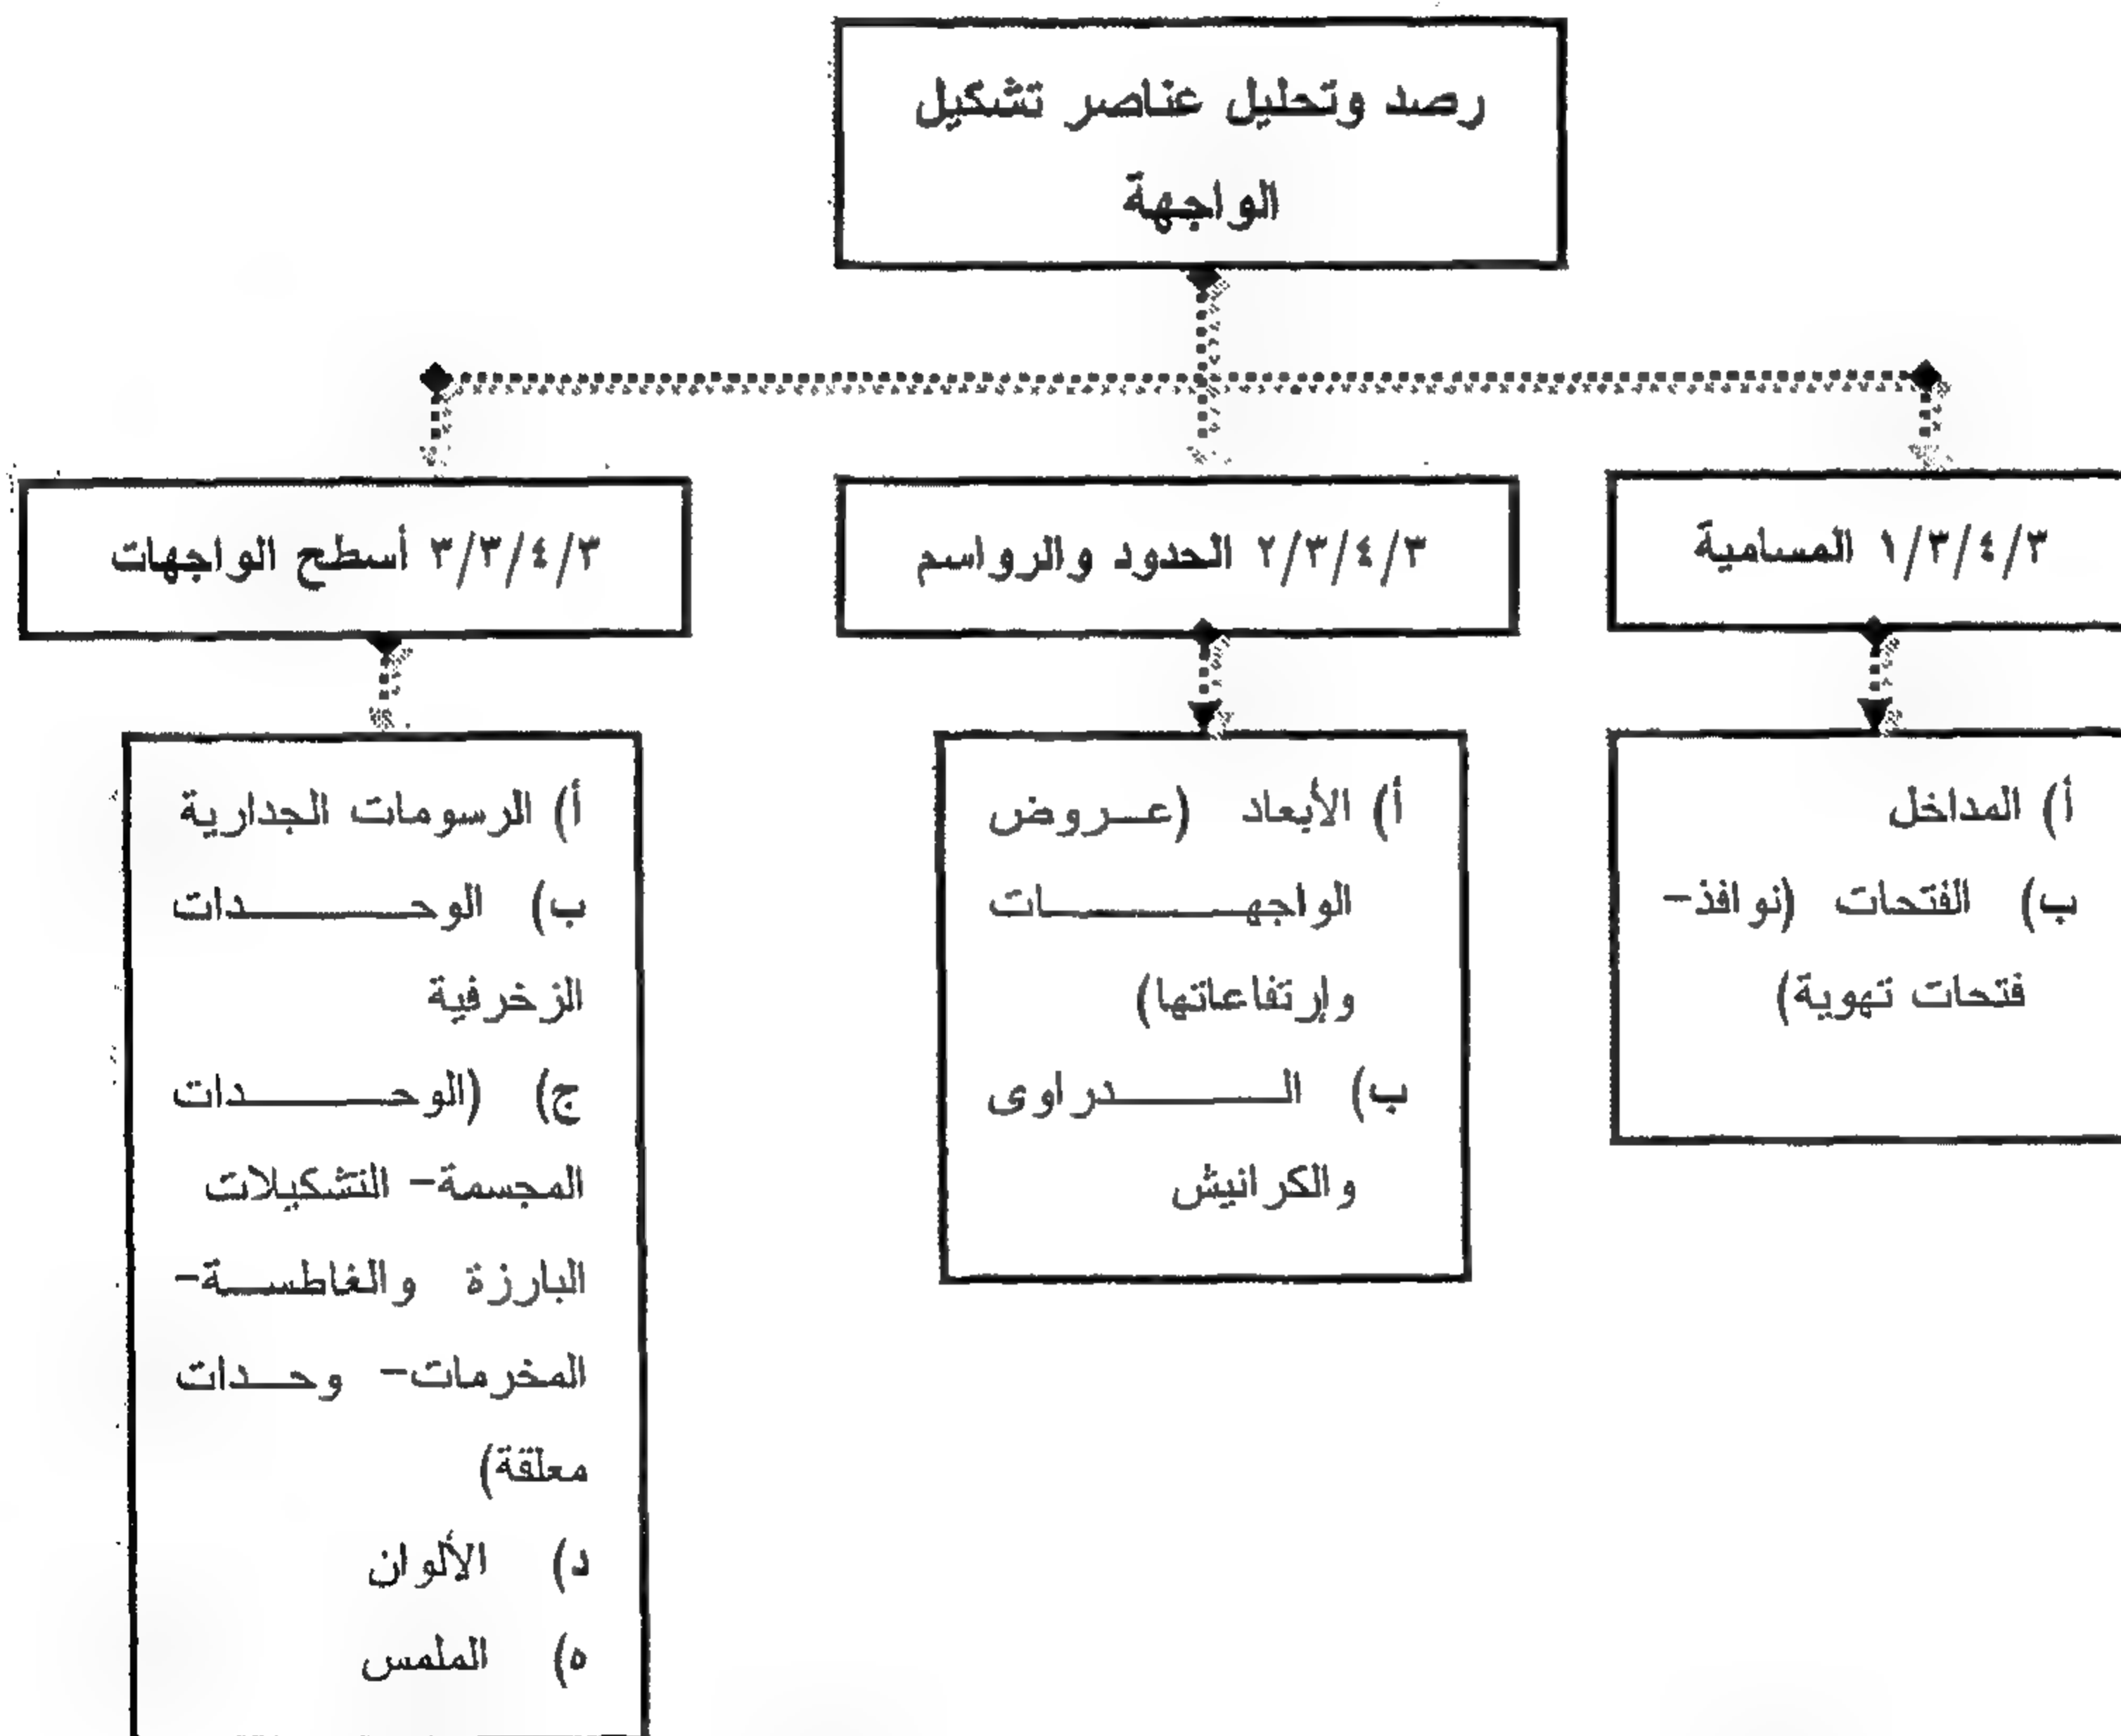 رصد وتحليل عناصر تشكيل
الواجهة
١/٣/٤/٣ المسامية
٢/٣/٤/٣ الحدود والرواسم
٣/٣/٤/٣ أسطح الواجهات
أ) المداخل
ب) الفتحات (نوافذ-
فتحات تهوية)
أ) الأبعاد (عروض
الواجهات
وإرتفاعاتها)
ب) الدراوى
والكرانيش
أ) الرسومات الجدارية
ب) الوحدات
الزخرفية
ج) (الوحدات
المجسمة- التشكيلات
البارزة والغاطسة-
المخرمات- وحدات
معلقة)
د) الألوان
ه) الملمس